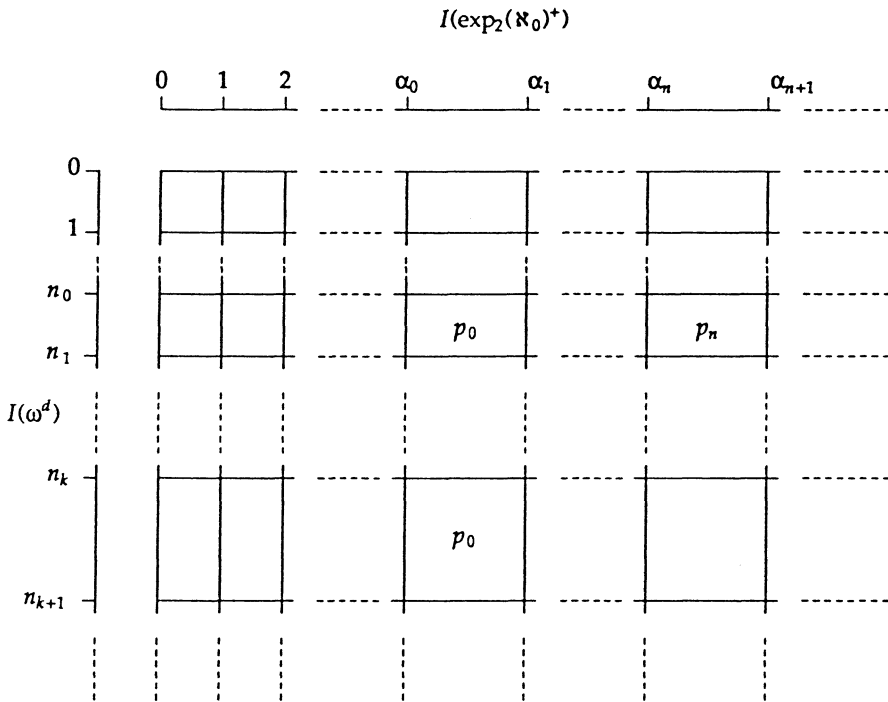 I(exp₂(ℵ₀)⁺)
0 1 2 α₀ α₁ αₙ αₙ₊₁
0
1
n₀
p₀ pₙ
n₁
I(ωᵈ)
nₖ
p₀
nₖ₊₁